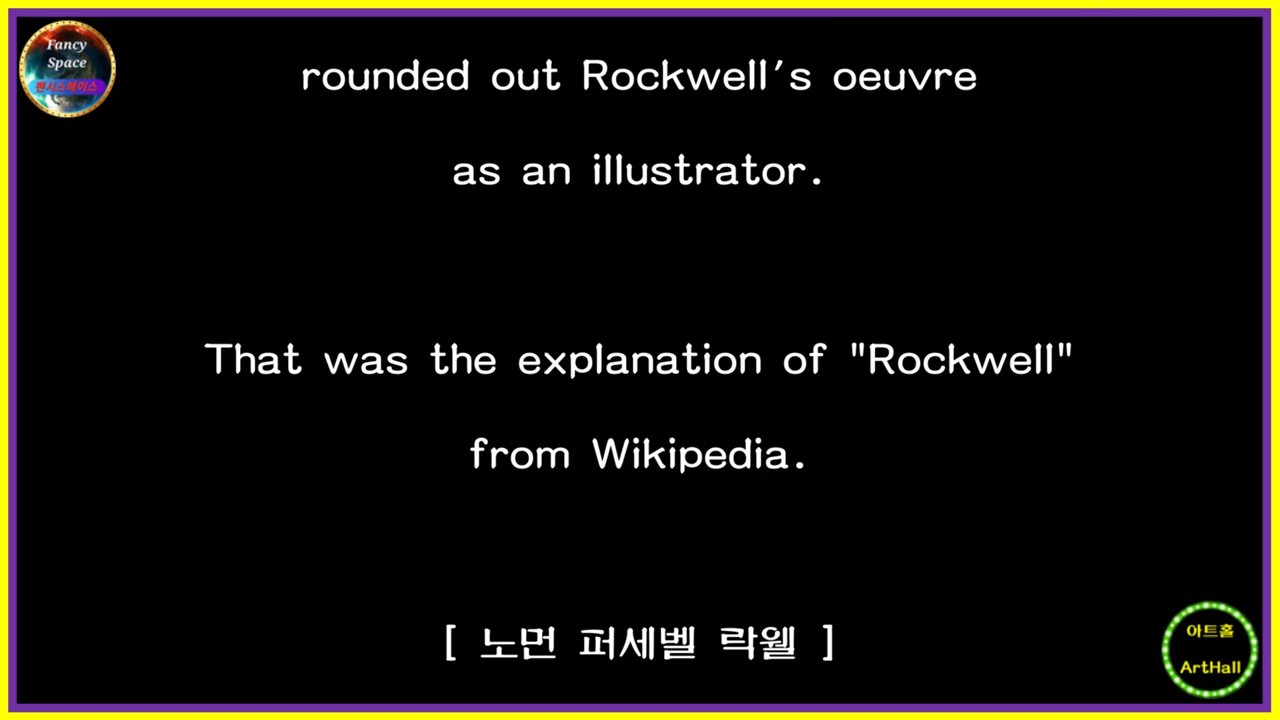 Fancy
Space
팬시스페이스
rounded out Rockwell's oeuvre
as an illustrator.
That was the explanation of "Rockwell"
from Wikipedia.
[ 노먼 퍼세벨 락웰 ]
아트홀
ArtHall